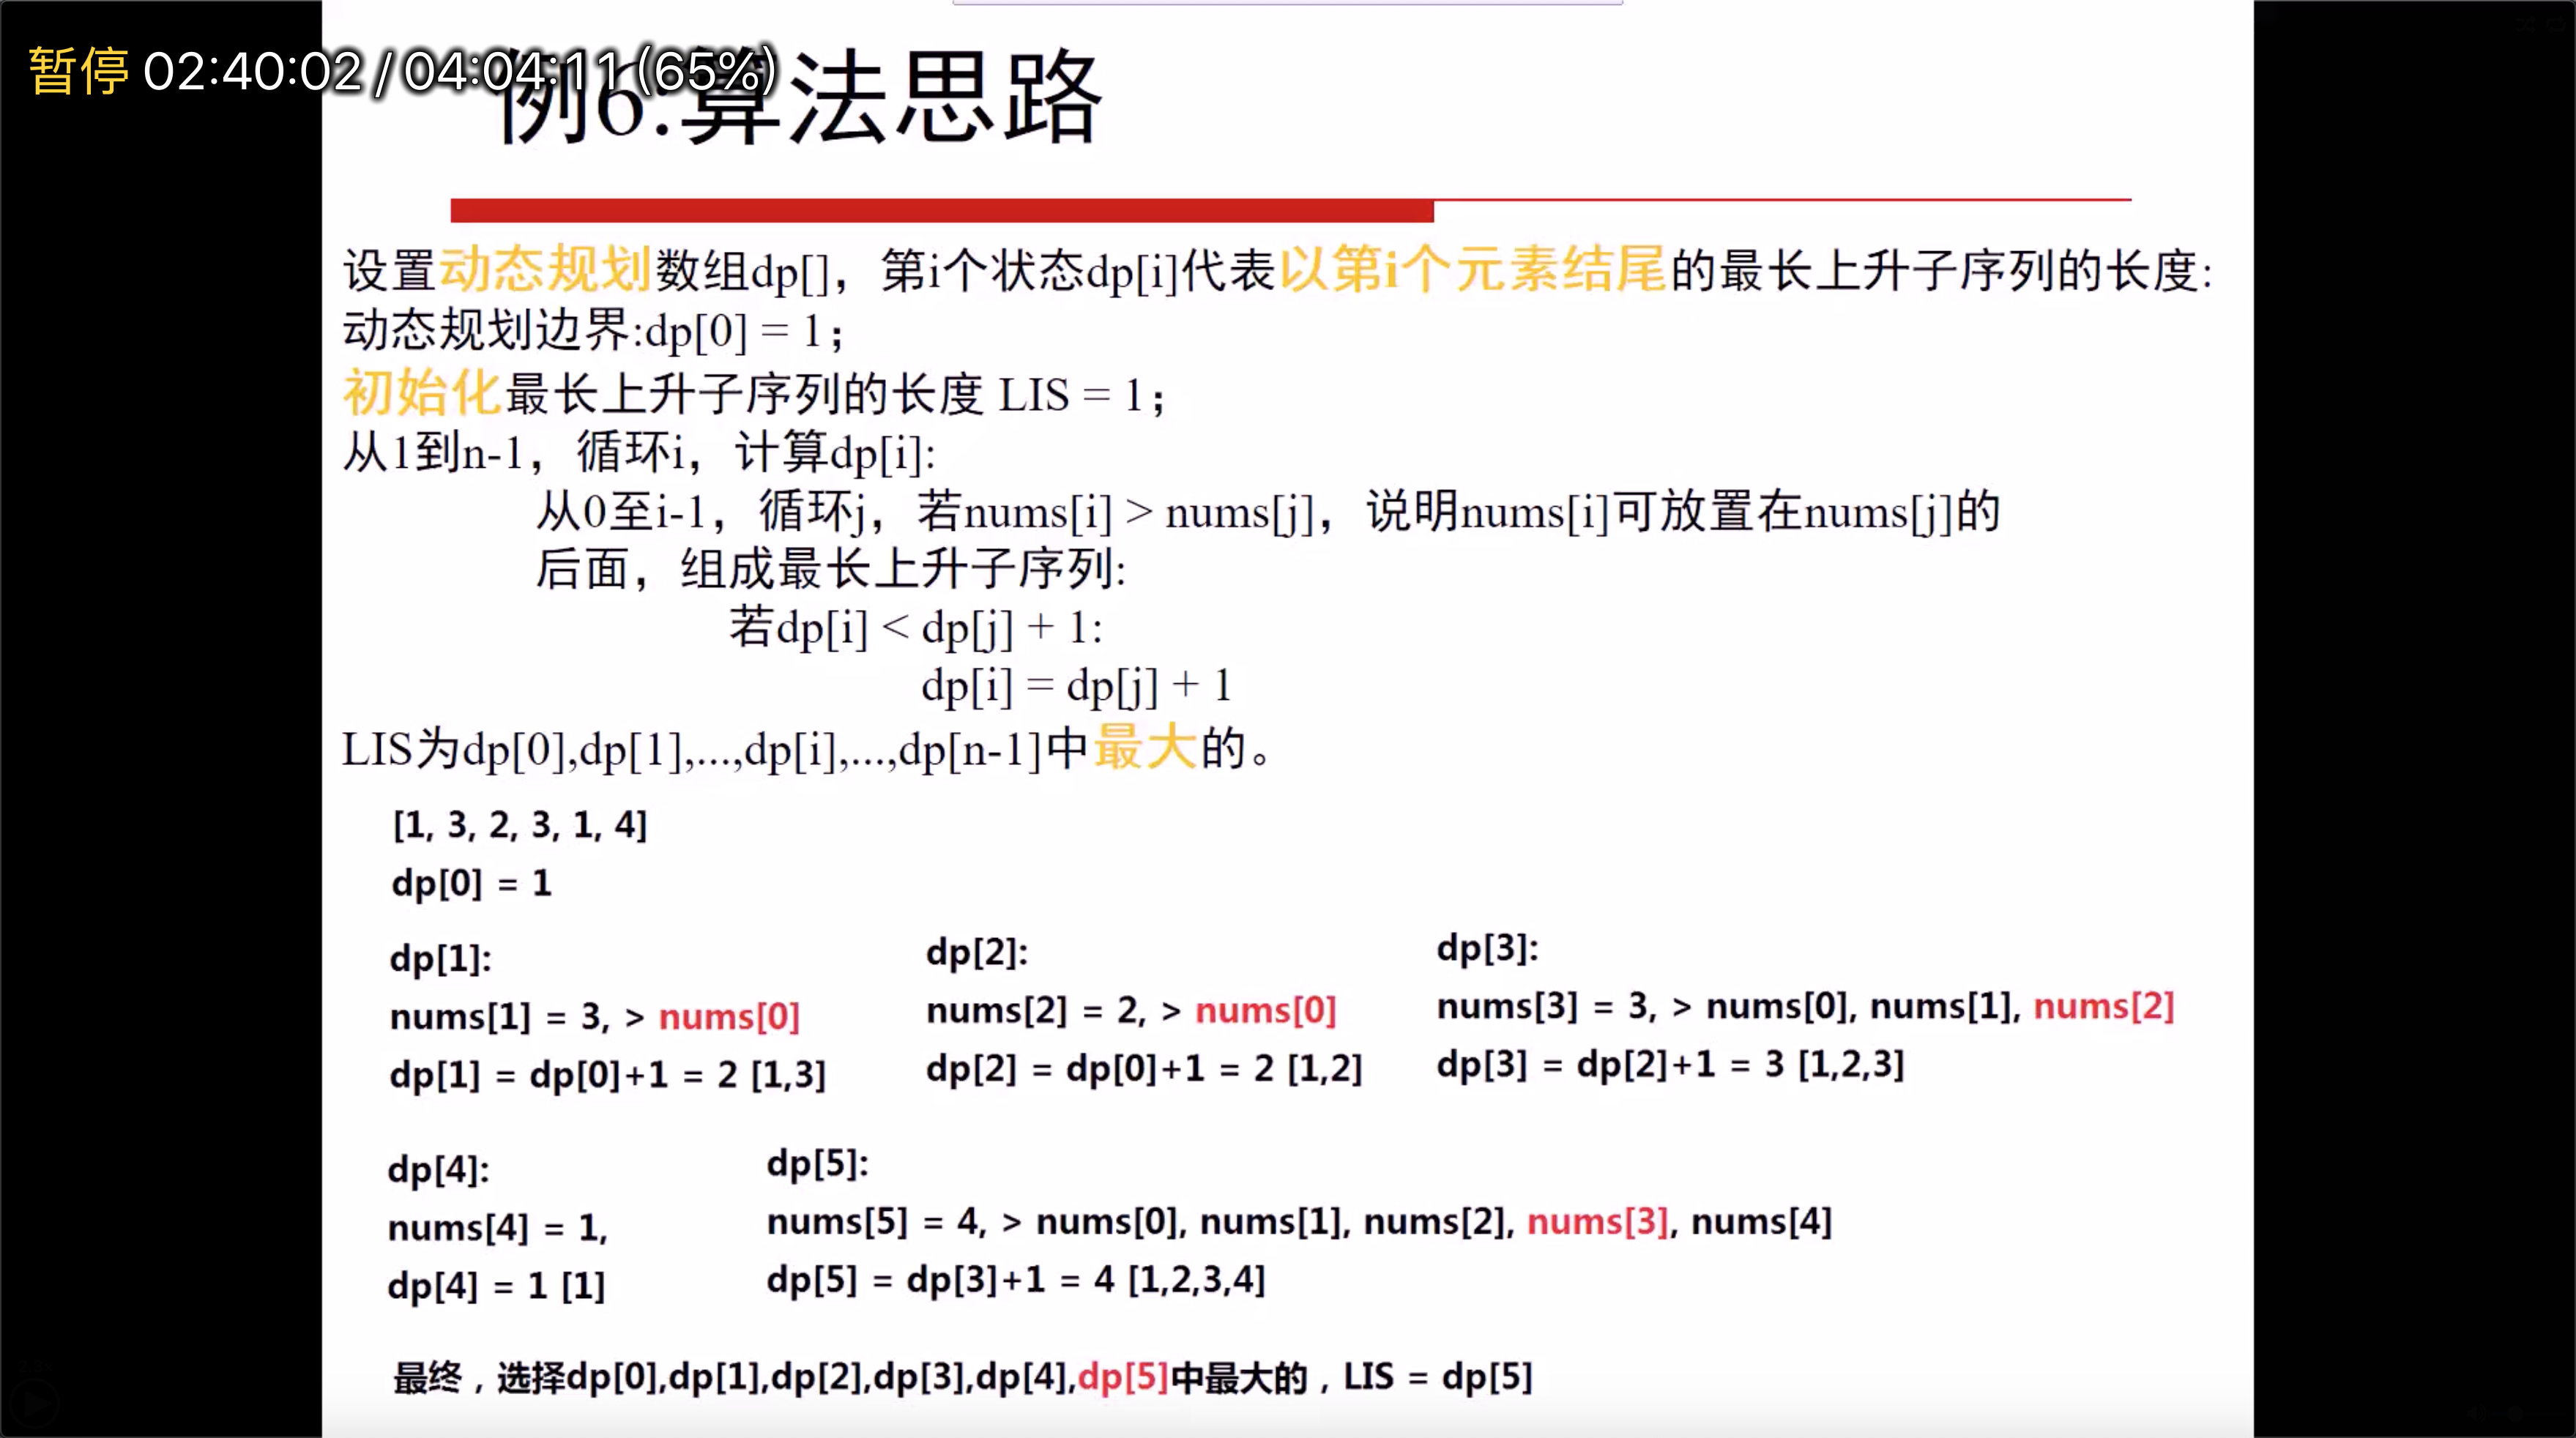 暂停 02:40:02 / 04:04:11 (65%)
例6:算法思路
设置动态规划数组dp[]，第i个状态dp[i]代表以第i个元素结尾的最长上升子序列的长度:
动态规划边界:dp[0] = 1；
初始化最长上升子序列的长度 LIS = 1；
从1到n-1，循环i，计算dp[i]:
从0至i-1，循环j，若nums[i] > nums[j]，说明nums[i]可放置在nums[j]的
后面，组成最长上升子序列:
若dp[i] < dp[j] + 1:
dp[i] = dp[j] + 1
LIS为dp[0],dp[1],...,dp[i],...,dp[n-1]中最大的。
[1, 3, 2, 3, 1, 4]
dp[0] = 1
dp[1]:
nums[1] = 3, > nums[0]
dp[1] = dp[0]+1 = 2 [1,3]
dp[2]:
nums[2] = 2, > nums[0]
dp[2] = dp[0]+1 = 2 [1,2]
dp[3]:
nums[3] = 3, > nums[0], nums[1], nums[2]
dp[3] = dp[2]+1 = 3 [1,2,3]
dp[4]:
nums[4] = 1,
dp[4] = 1 [1]
dp[5]:
nums[5] = 4, > nums[0], nums[1], nums[2], nums[3], nums[4]
dp[5] = dp[3]+1 = 4 [1,2,3,4]
最终，选择dp[0],dp[1],dp[2],dp[3],dp[4],dp[5]中最大的，LIS = dp[5]